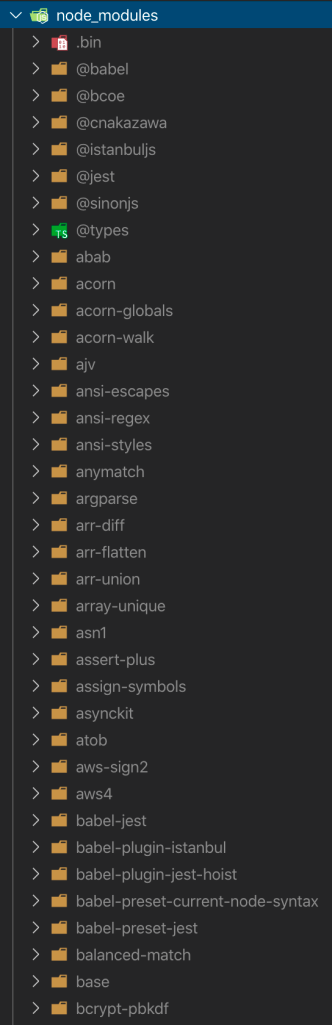 node_modules
.bin
@babel
@bcoe
@cnakazawa
@istanbuljs
@jest
@sinonjs
@types
abab
acorn
acorn-globals
acorn-walk
ajv
ansi-escapes
ansi-regex
ansi-styles
anymatch
argparse
arr-diff
arr-flatten
arr-union
array-unique
asn1
assert-plus
assign-symbols
asynckit
atob
aws-sign2
aws4
babel-jest
babel-plugin-istanbul
babel-plugin-jest-hoist
babel-preset-current-node-syntax
babel-preset-jest
balanced-match
base
bcrypt-pbkdf